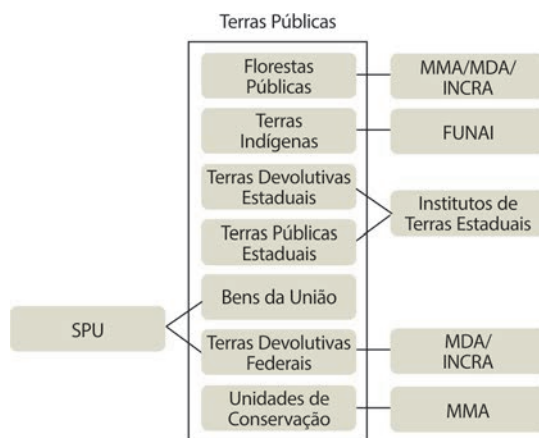 Terras Públicas
Florestas
Públicas
MMA/MDA/
INCRA
Terras
Indígenas
FUNAI
Terras Devolutivas
Estaduais
Terras Públicas
Estaduais
Institutos de
Terras Estaduais
Bens da União
SPU
Terras Devolutivas
Federais
MDA/
INCRA
Unidades de
Conservação
MMA